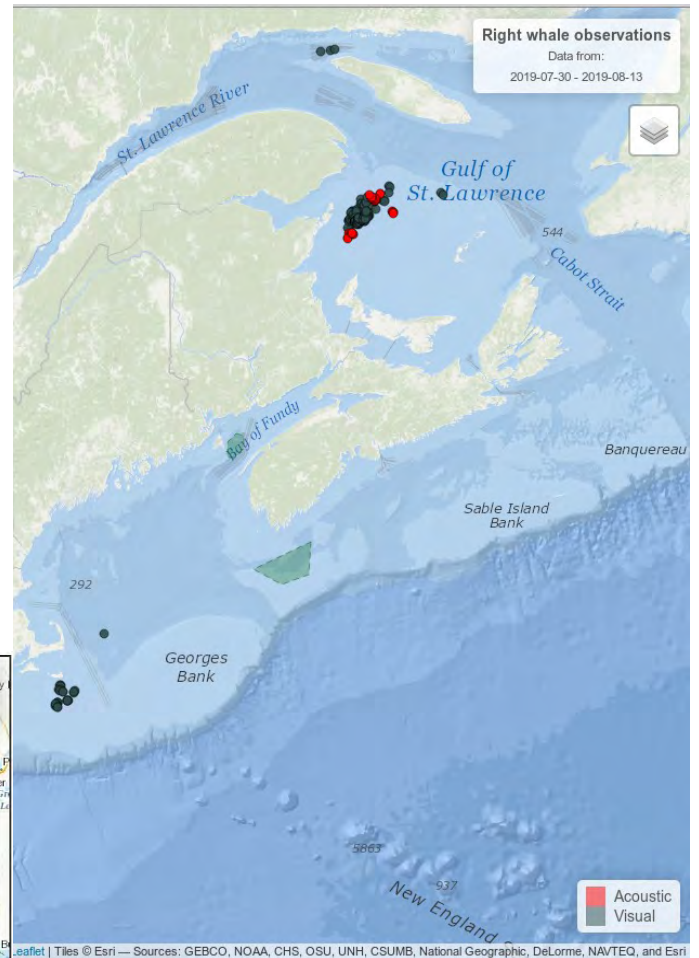 Right whale observations
Data from:
2019-07-30 - 2019-08-13
St. Lawrence River
Gulf of
St. Lawrence
544
Cabot Strait
Bay of Fundy
Banquereau
Sable Island
Bank
292
Georges
Bank
5863
937
New England S
Acoustic
Visual
eaflet | Tiles © Esri — Sources: GEBCO, NOAA, CHS, OSU, UNH, CSUMB, National Geographic, DeLorme, NAVTEQ, and Esri